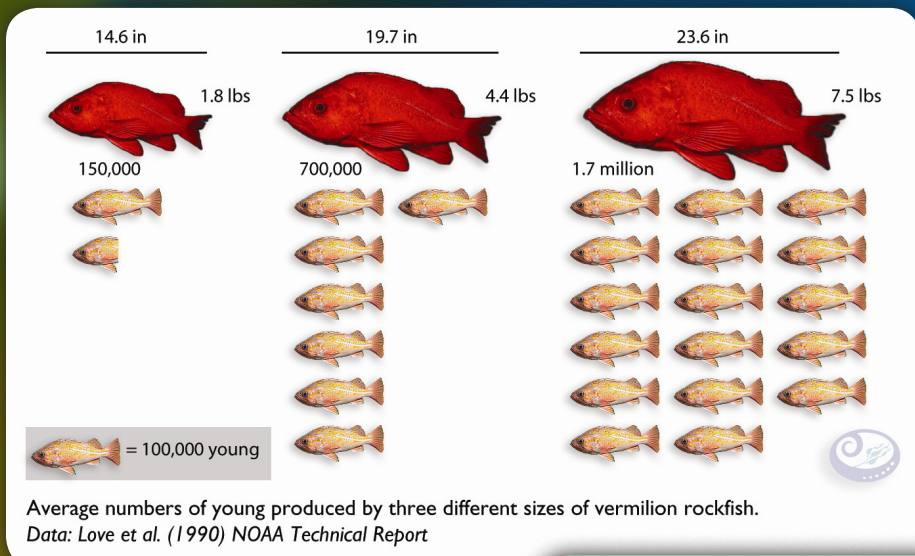 14.6 in
19.7 in
23.6 in
1.8 lbs
4.4 lbs
7.5 lbs
150,000
700,000
1.7 million
= 100,000 young
Average numbers of young produced by three different sizes of vermilion rockfish.
Data: Love et al. (1990) NOAA Technical Report